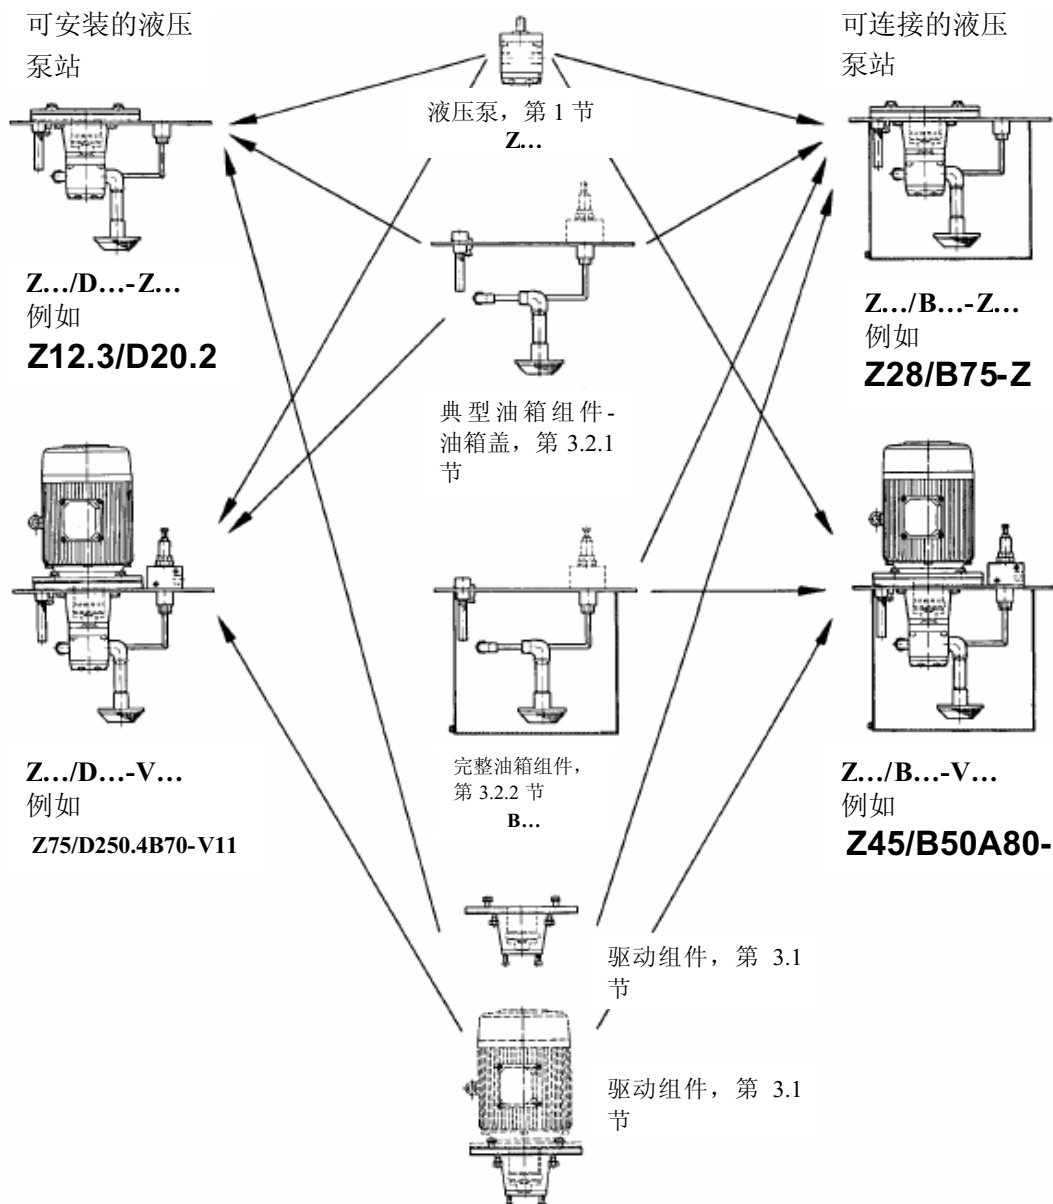 可安装的液压
泵站
可连接的液压
泵站
液压泵，第 1 节
Z…
Z…/D…-Z…
例如
Z12.3/D20.2
Z…/B…-Z…
例如
Z28/B75-Z
典型油箱组件-
油箱盖，第 3.2.1
节
Z…/D…-V…
例如
Z75/D250.4B70-V11
完整油箱组件，
第 3.2.2 节
B…
Z…/B…-V…
例如
Z45/B50A80-
驱动组件，第 3.1
节
驱动组件，第 3.1
节